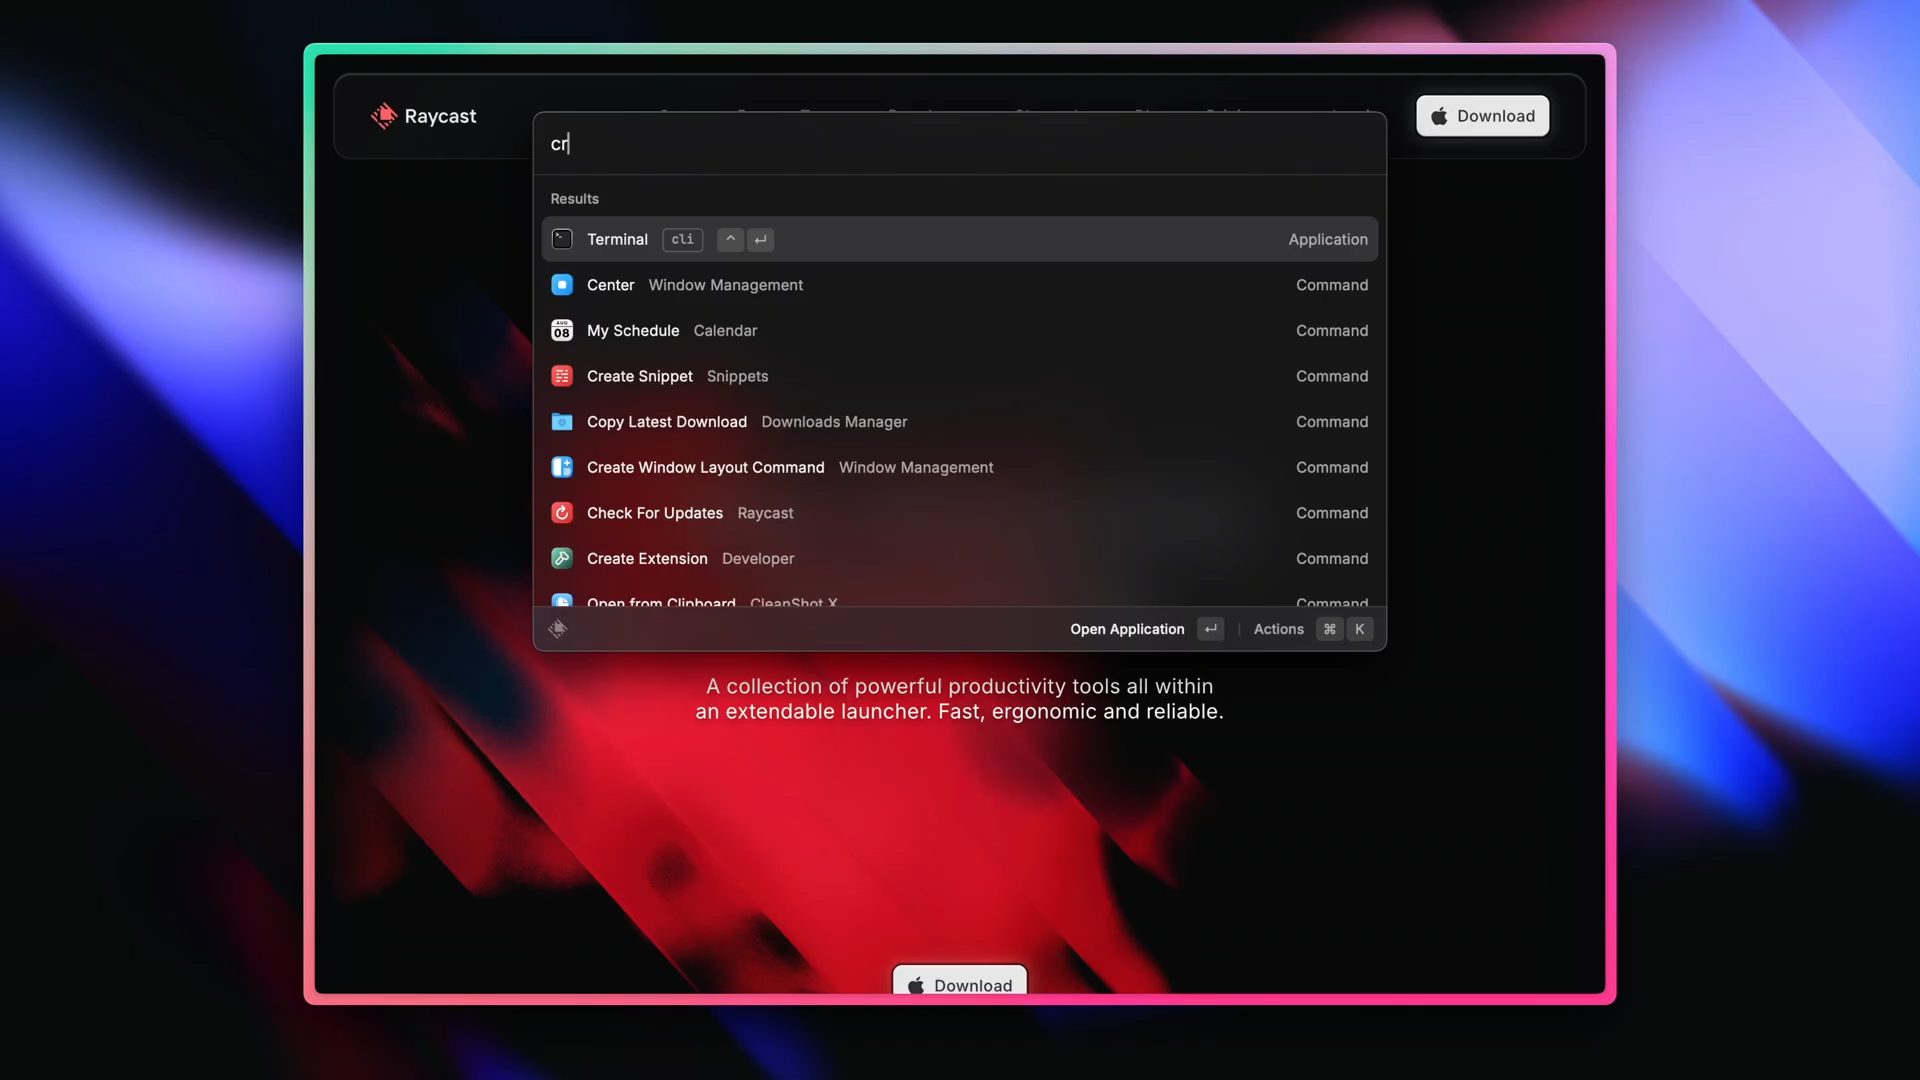 Raycast
Download
cr
Results
Terminal cli ^ ↵ Application
Center Window Management Command
AUG 08 My Schedule Calendar Command
Create Snippet Snippets Command
Copy Latest Download Downloads Manager Command
Create Window Layout Command Window Management Command
Check For Updates Raycast Command
Create Extension Developer Command
Open from Clipboard CleanShot X Command
Open Application ↵ Actions ⌘ K
A collection of powerful productivity tools all within
an extendable launcher. Fast, ergonomic and reliable.
Download